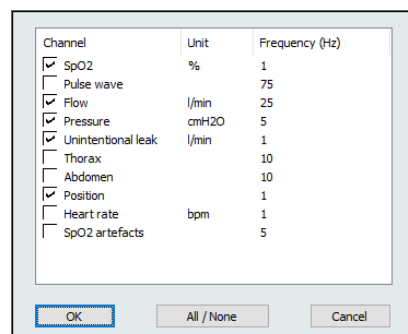 Channel Unit Frequency (Hz)
SpO2 % 1
Pulse wave 75
Flow l/min 25
Pressure cmH2O 5
Unintentional leak l/min 1
Thorax 10
Abdomen 10
Position 1
Heart rate bpm 1
SpO2 artefacts 5
OK All / None Cancel